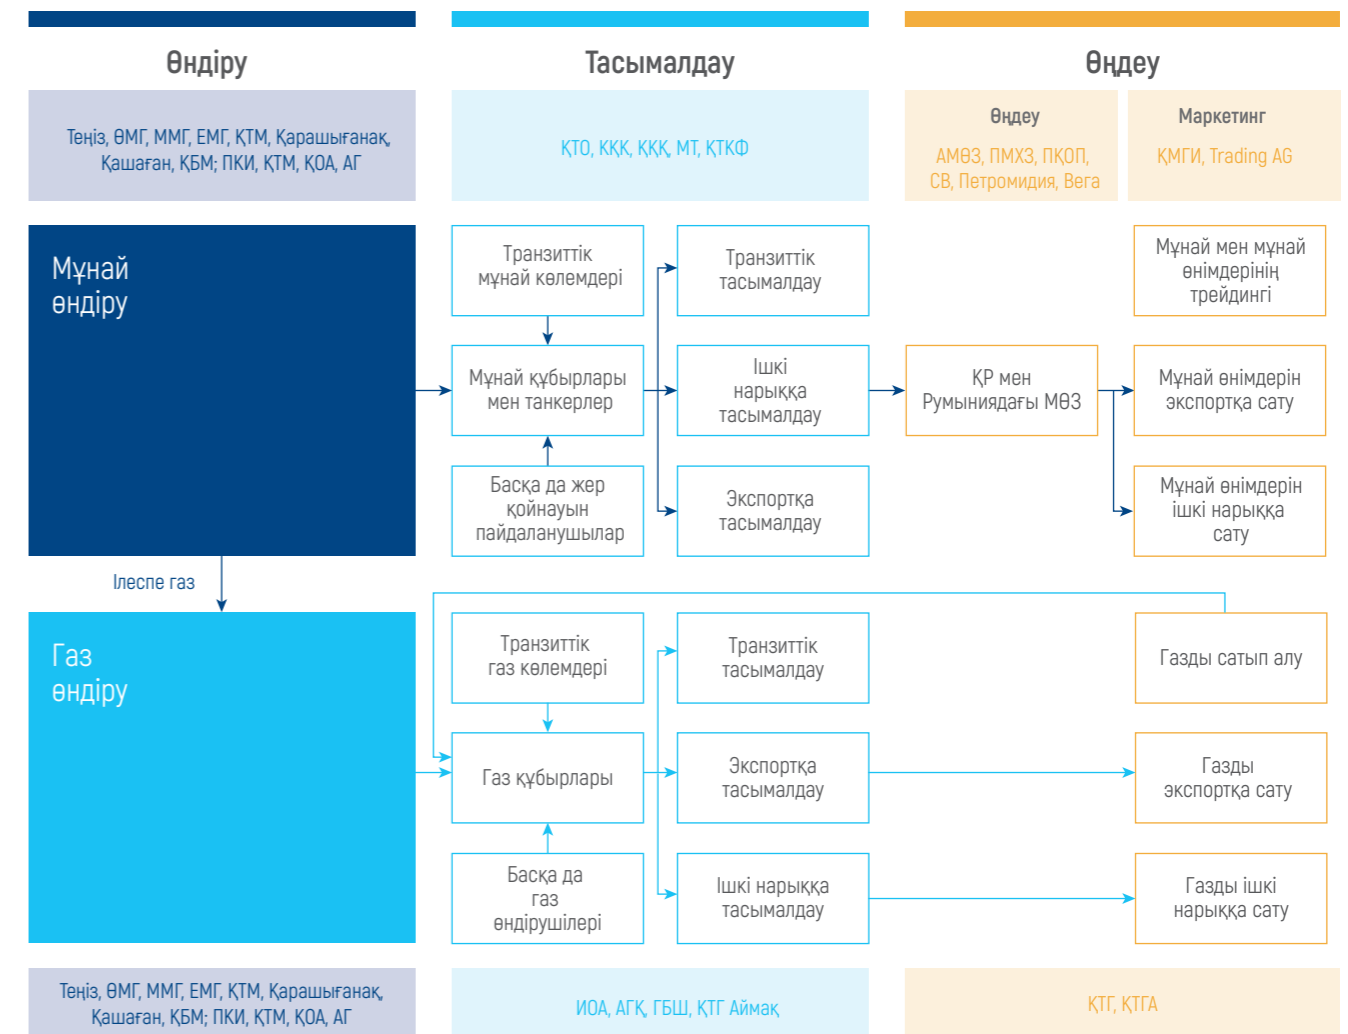 Өндіру
Тасымалдау
Өңдеу
Теңіз, ӨМГ, ММГ, ЕМГ, ҚТМ, Қарашығанақ,
Қашаған, ҚБМ; ПКИ, ҚТМ, ҚОА, АГ
ҚТО, КҚК, ҚҚҚ, МТ, ҚТКФ
Өңдеу
АМӨЗ, ПМХЗ, ПҚОП,
СВ, Петромидия, Вега
Маркетинг
ҚМГИ, Trading AG
Мұнай
өндіру
Транзиттік
мұнай көлемдері
Транзиттік
тасымалдау
Мұнай мен мұнай
өнімдерінің
трейдингі
Мұнай құбырлары
мен танкерлер
Ішкі
нарыққа
тасымалдау
ҚР мен
Румыниядағы МӨЗ
Мұнай өнімдерін
экспортқа сату
Басқа да жер
қойнауын
пайдаланушылар
Экспортқа
тасымалдау
Мұнай өнімдерін
ішкі нарыққа
сату
Ілеспе газ
Газ
өндіру
Транзиттік
газ көлемдері
Транзиттік
тасымалдау
Газды сатып алу
Газ құбырлары
Экспортқа
тасымалдау
Газды
экспортқа сату
Басқа да
газ
өндірушілері
Ішкі нарыққа
тасымалдау
Газды ішкі
нарыққа сату
Теңіз, ӨМГ, ММГ, ЕМГ, ҚТМ, Қарашығанақ,
Қашаған, ҚБМ; ПКИ, ҚТМ, ҚОА, АГ
ИОА, АГҚ, ГБШ, ҚТГ Аймақ
ҚТГ, ҚТГА